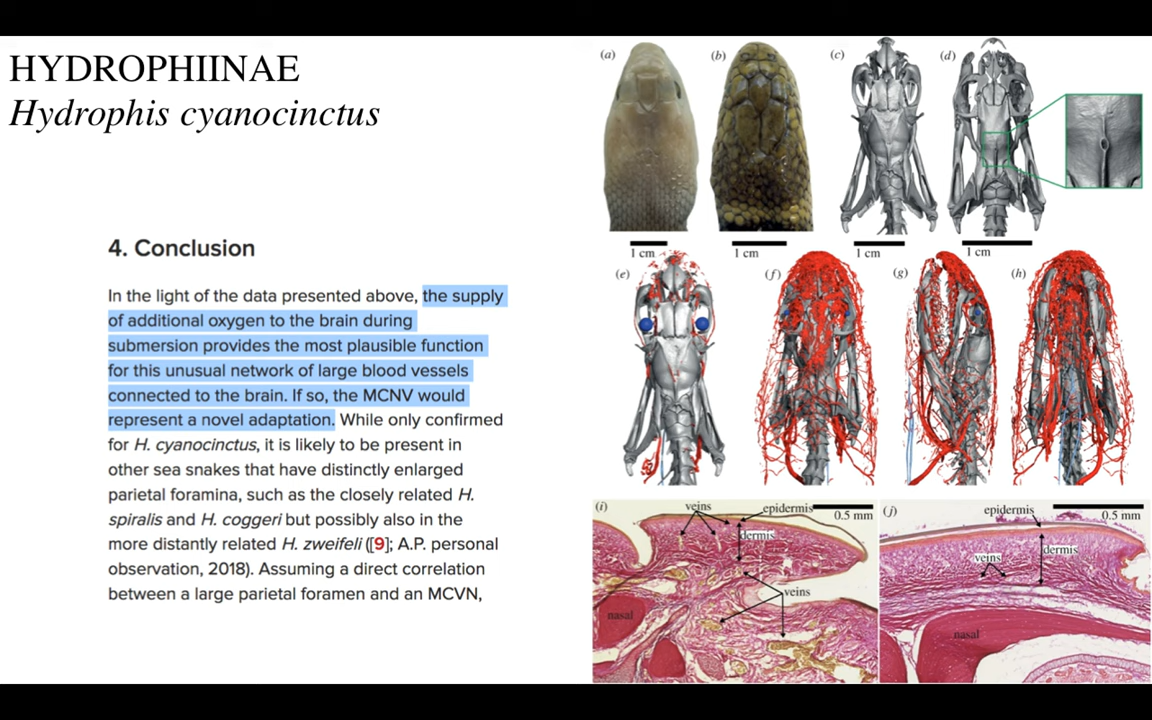 HYDROPHIINAE
Hydrophis cyanocinctus
4. Conclusion
In the light of the data presented above, the supply
of additional oxygen to the brain during
submersion provides the most plausible function
for this unusual network of large blood vessels
connected to the brain. If so, the MCNV would
represent a novel adaptation. While only confirmed
for H. cyanocinctus, it is likely to be present in
other sea snakes that have distinctly enlarged
parietal foramina, such as the closely related H.
spiralis and H. coggeri but possibly also in the
more distantly related H. zweifeli ([9]; A.P. personal
observation, 2018). Assuming a direct correlation
between a large parietal foramen and an MCVN,
(a)
(b)
(c)
(d)
1 cm
1 cm
1 cm
1 cm
(e)
(f)
(g)
(h)
(i)
veins
epidermis
0.5 mm
dermis
veins
nasal
(j)
epidermis
0.5 mm
dermis
veins
nasal